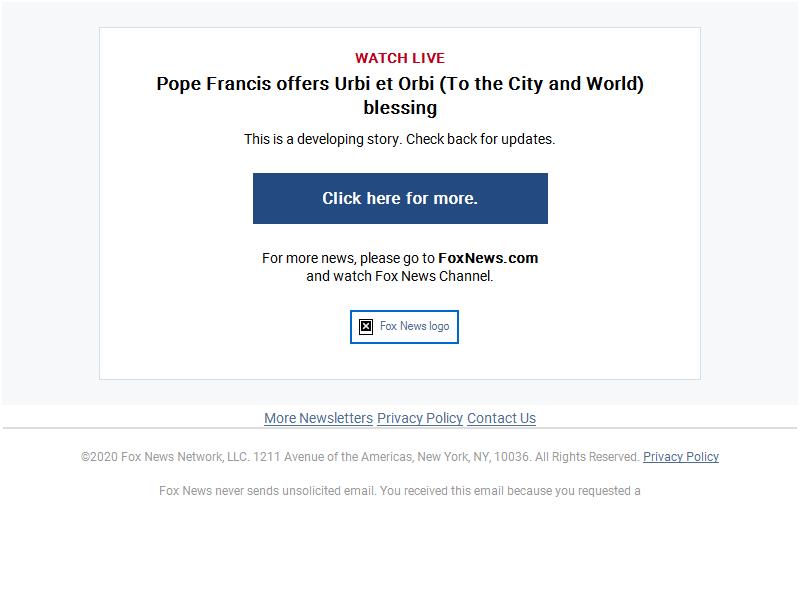 WATCH LIVE
Pope Francis offers Urbi et Orbi (To the City and World)
blessing
This is a developing story. Check back for updates.
Click here for more.
For more news, please go to FoxNews.com
and watch Fox News Channel.
Fox News logo
More Newsletters Privacy Policy Contact Us
©2020 Fox News Network, LLC. 1211 Avenue of the Americas, New York, NY, 10036. All Rights Reserved. Privacy Policy
Fox News never sends unsolicited email. You received this email because you requested a